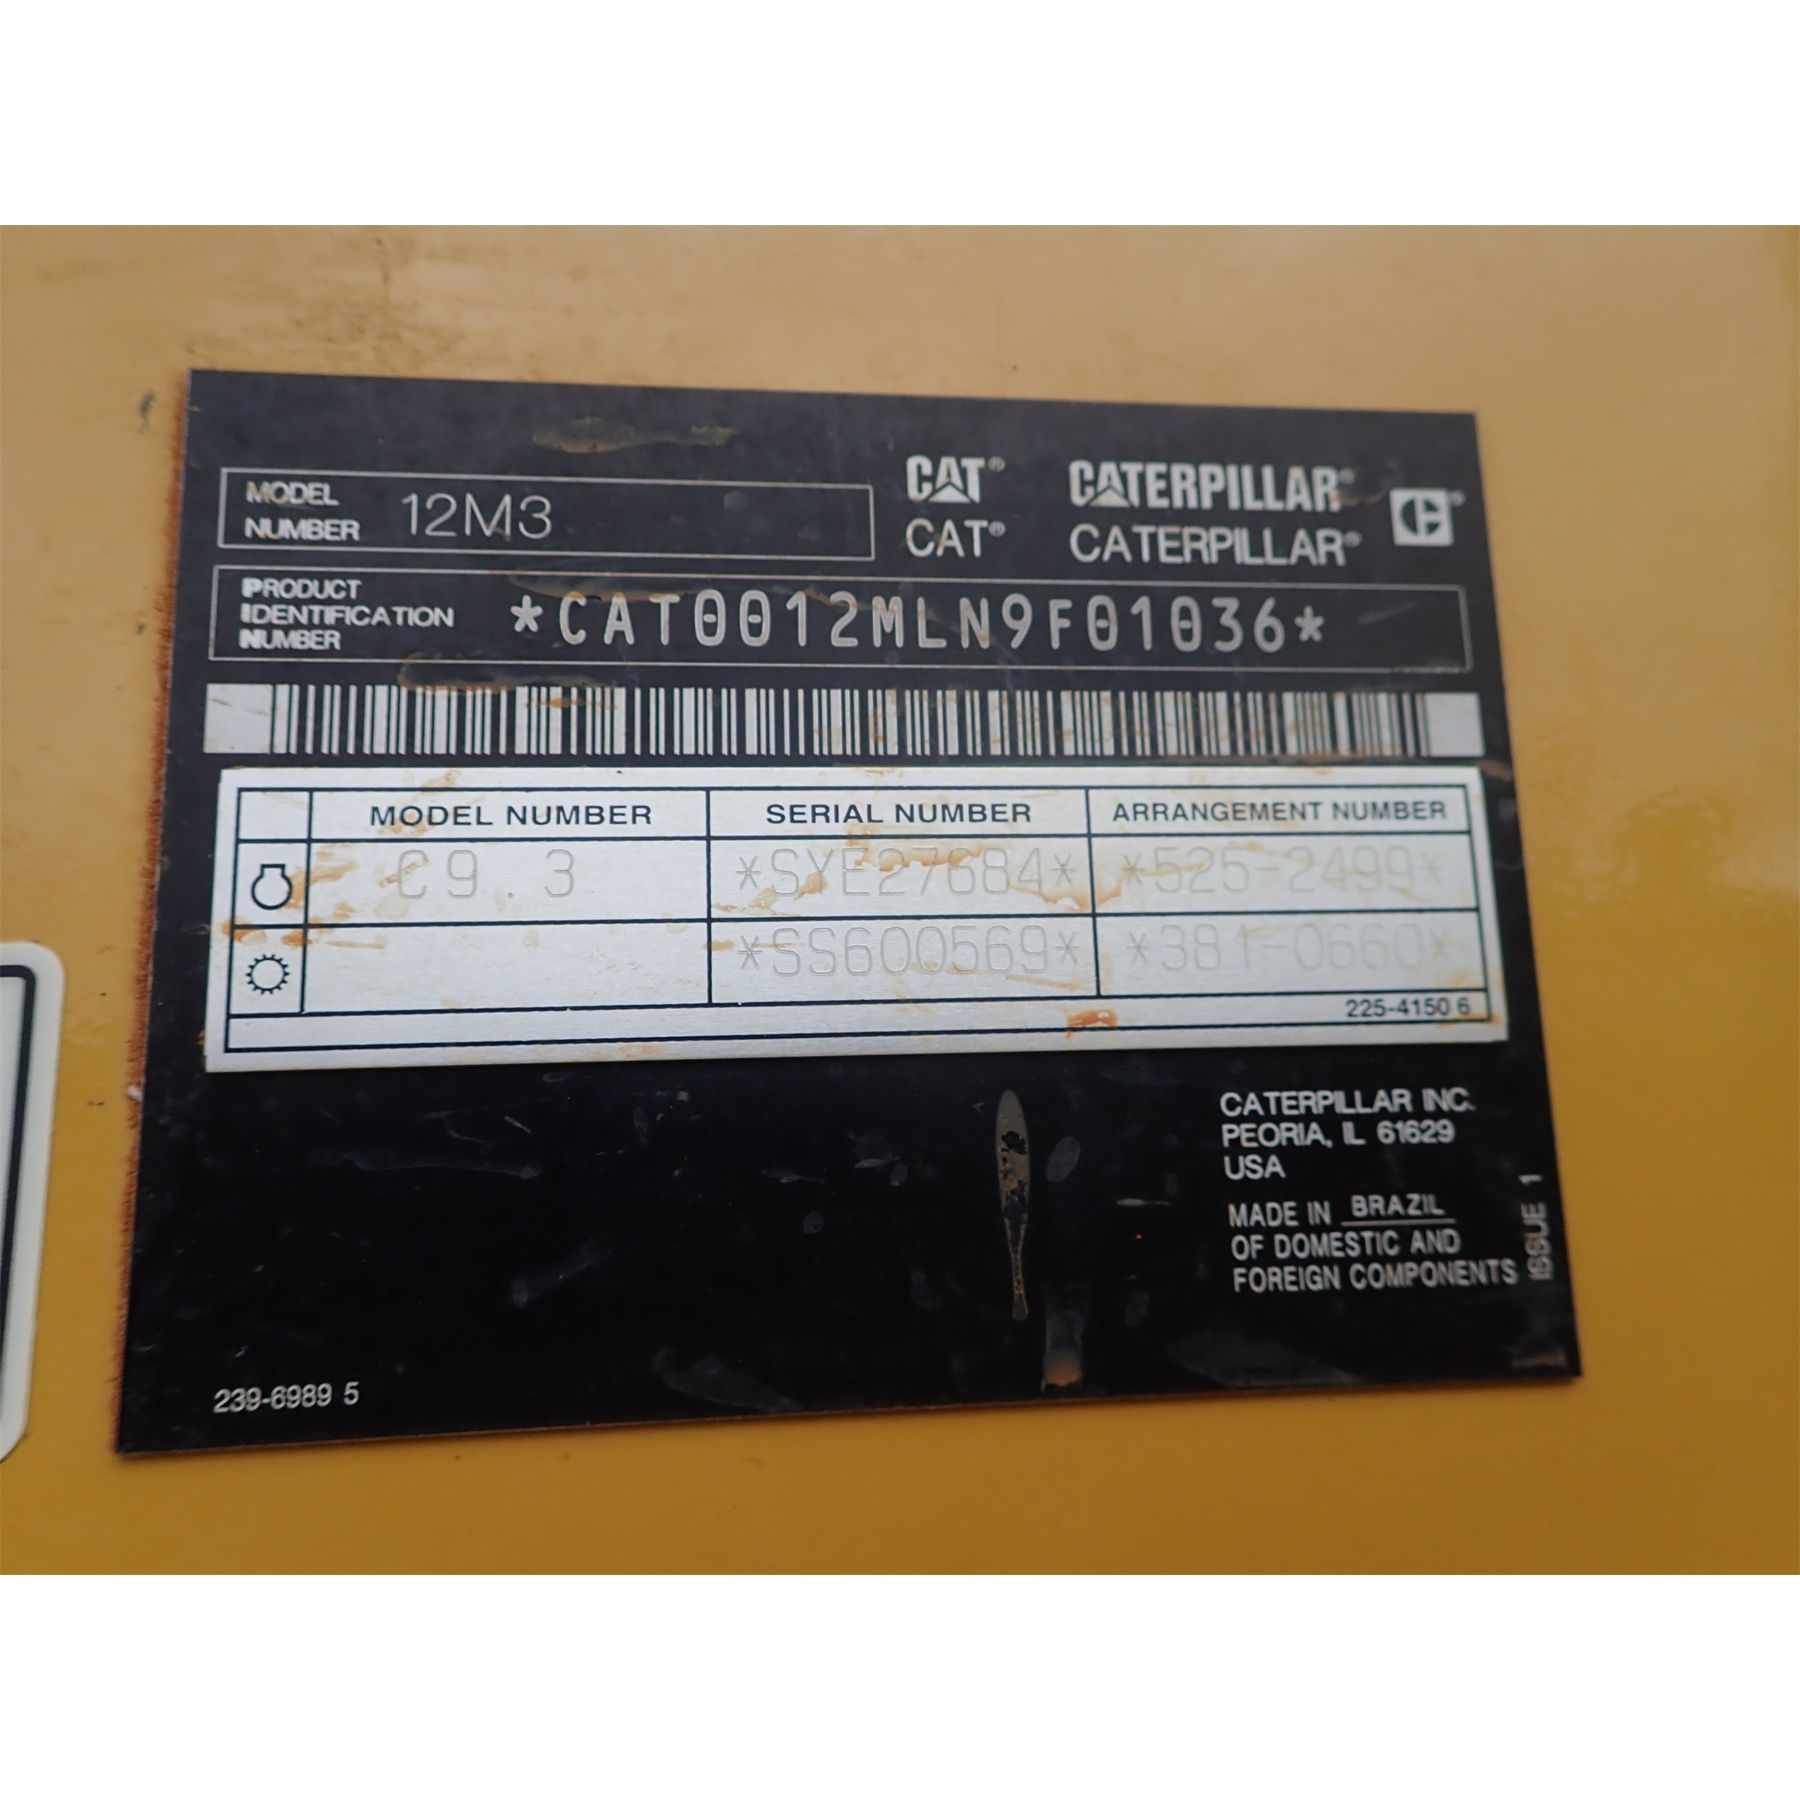 MODEL
NUMBER 12M3
CAT® CATERPILLAR®
CAT® CATERPILLAR®
PRODUCT
IDENTIFICATION
NUMBER
*CAT0012MLN9F01036*
MODEL NUMBER SERIAL NUMBER ARRANGEMENT NUMBER
C9.3 *SYE27684* *525-2499*
*SS600569* *381-0660*
225-4150 6
CATERPILLAR INC.
PEORIA, IL 61629
USA
MADE IN BRAZIL
OF DOMESTIC AND
FOREIGN COMPONENTS
ISSUE 1
239-6989 5